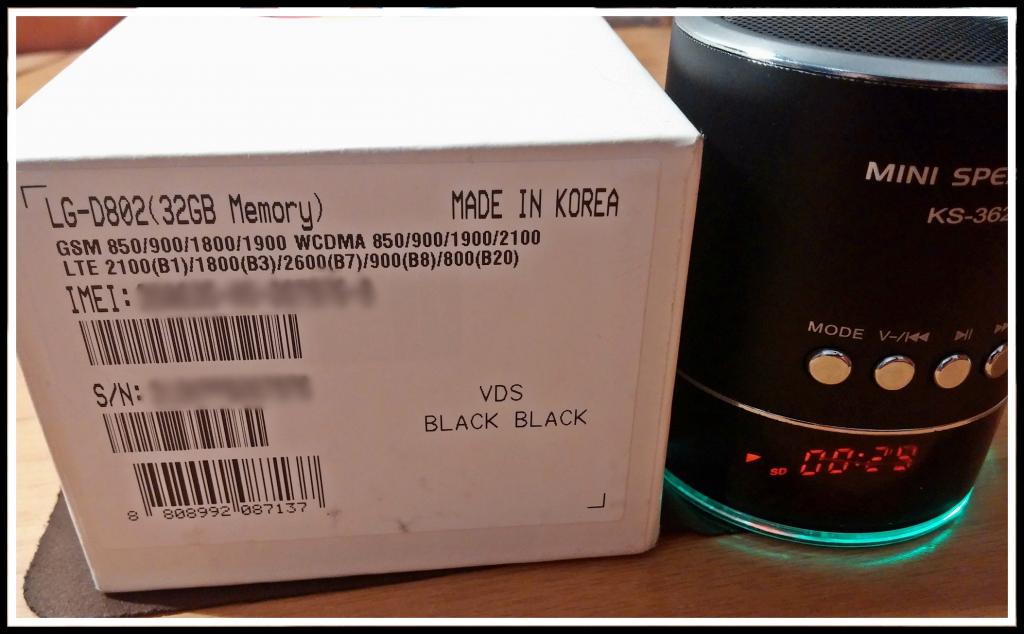 LG-D802(32GB Memory)
MADE IN KOREA
GSM 850/900/1800/1900 WCDMA 850/900/1900/2100
LTE 2100(B1)/1800(B3)/2600(B7)/900(B8)/800(B20)
IMEI:
S/N:
VDS
BLACK BLACK
8 808992 087137
MINI SPE
KS-362
MODE V-/
SD 00:25